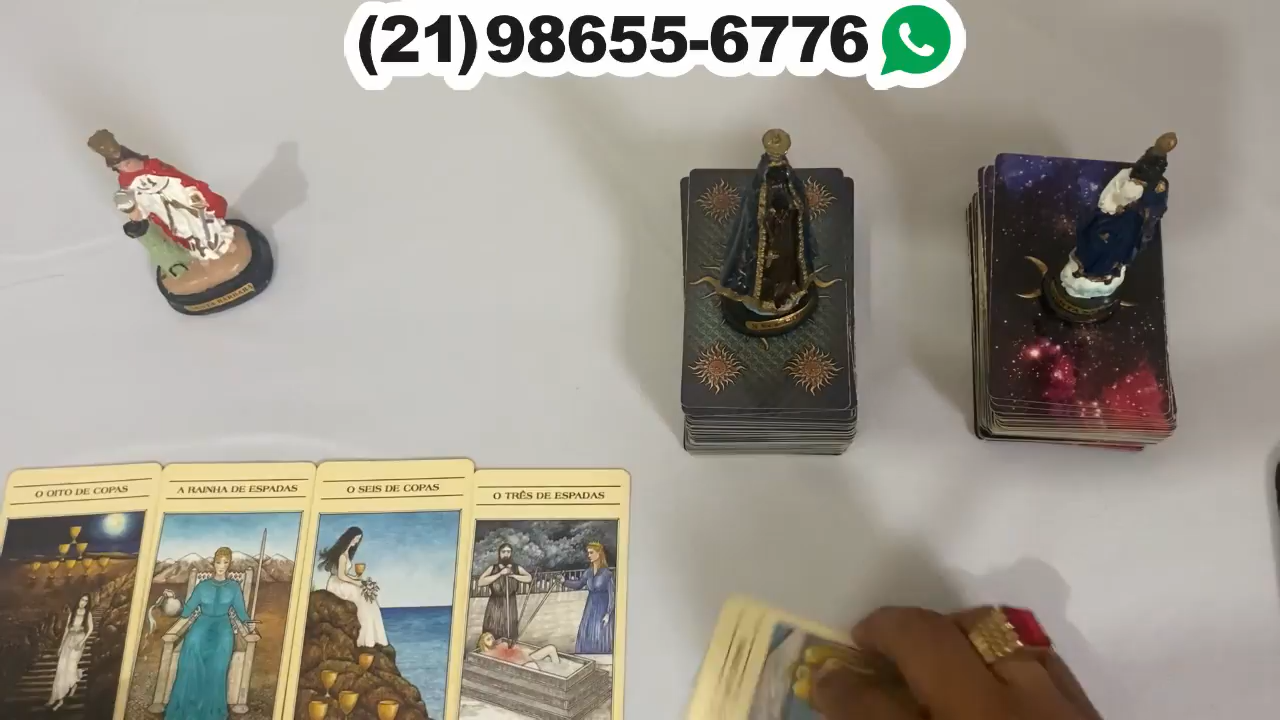 (21)98655-6776
O OITO DE COPAS
A RAINHA DE ESPADAS
O SEIS DE COPAS
O TRÊS DE ESPADAS